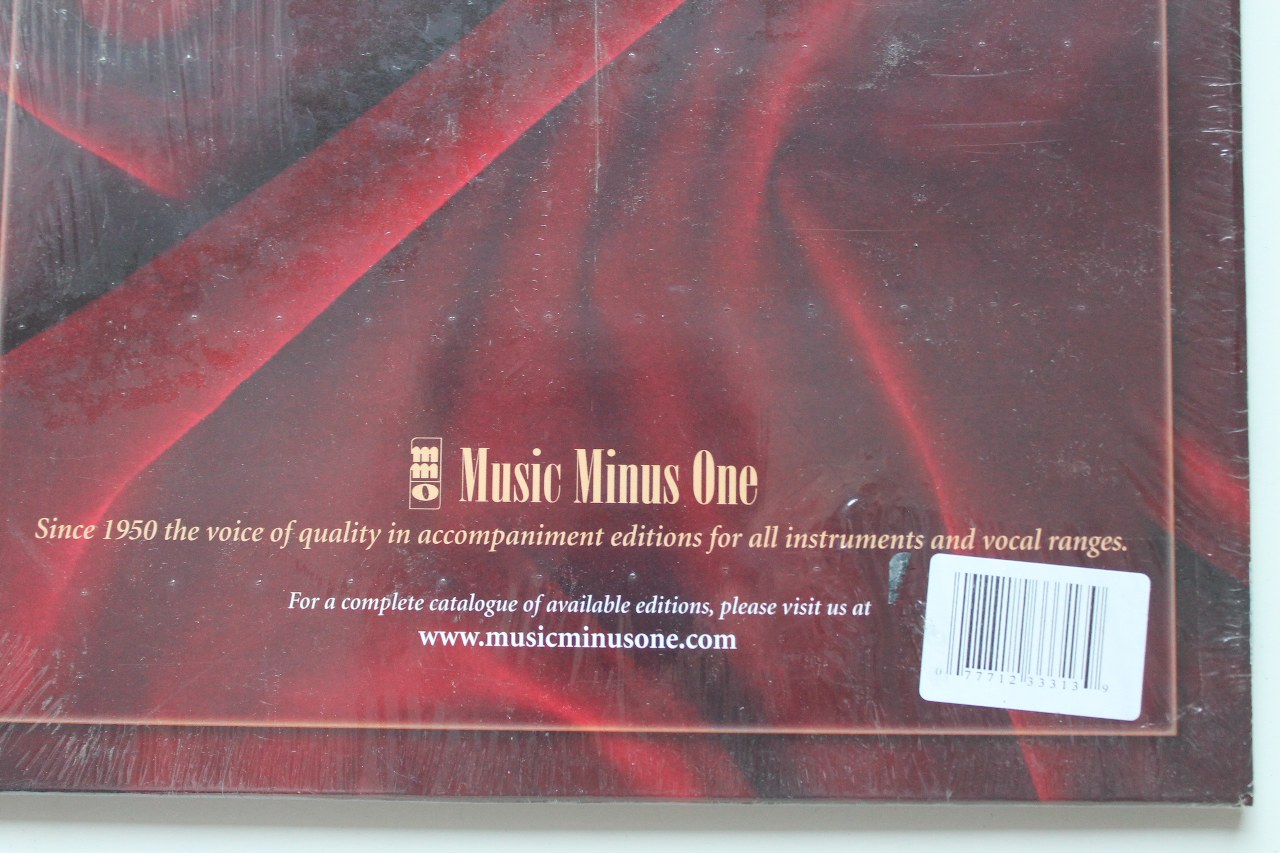 mmo Music Minus One
Since 1950 the voice of quality in accompaniment editions for all instruments and vocal ranges.
For a complete catalogue of available editions, please visit us at
www.musicminusone.com
0 77712 33313 9